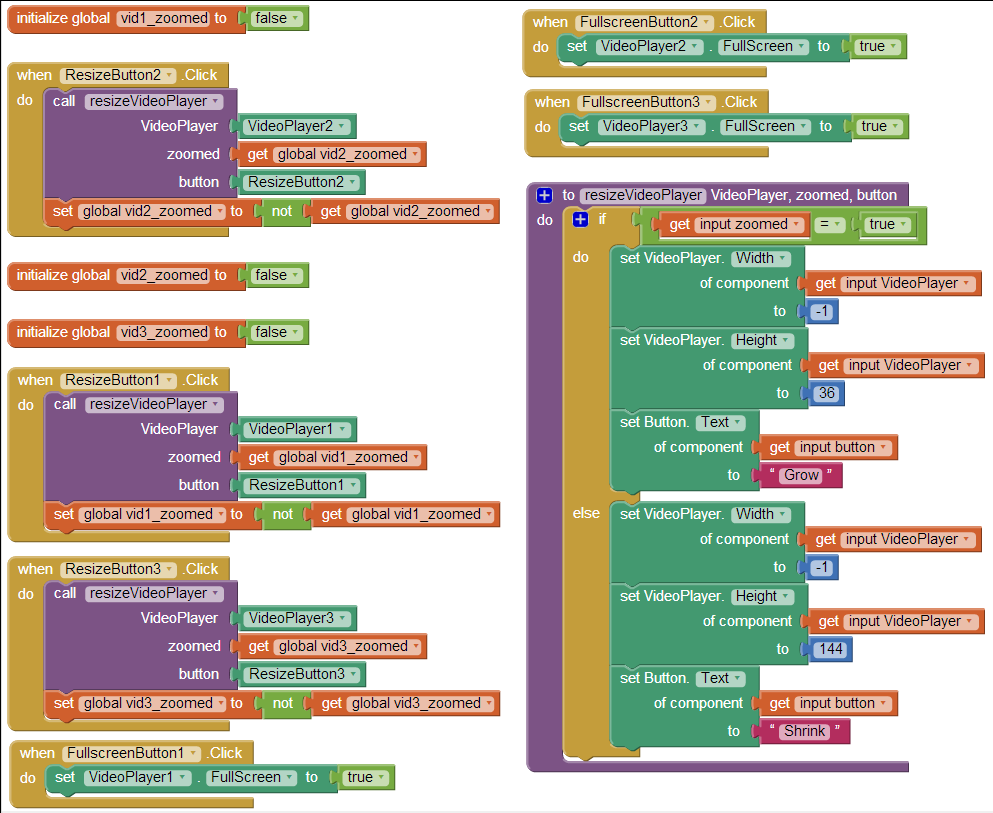 initialize global vid1_zoomed to false
when ResizeButton2 .Click
do call resizeVideoPlayer
VideoPlayer VideoPlayer2
zoomed get global vid2_zoomed
button ResizeButton2
set global vid2_zoomed to not get global vid2_zoomed
initialize global vid2_zoomed to false
initialize global vid3_zoomed to false
when ResizeButton1 .Click
do call resizeVideoPlayer
VideoPlayer VideoPlayer1
zoomed get global vid1_zoomed
button ResizeButton1
set global vid1_zoomed to not get global vid1_zoomed
when ResizeButton3 .Click
do call resizeVideoPlayer
VideoPlayer VideoPlayer3
zoomed get global vid3_zoomed
button ResizeButton3
set global vid3_zoomed to not get global vid3_zoomed
when FullscreenButton1 .Click
do set VideoPlayer1 . FullScreen to true
when FullscreenButton2 .Click
do set VideoPlayer2 . FullScreen to true
when FullscreenButton3 .Click
do set VideoPlayer3 . FullScreen to true
to resizeVideoPlayer VideoPlayer, zoomed, button
do if get input zoomed = true
do set VideoPlayer. Width
of component get input VideoPlayer
to -1
set VideoPlayer. Height
of component get input VideoPlayer
to 36
set Button. Text
of component get input button
to “ Grow ”
else set VideoPlayer. Width
of component get input VideoPlayer
to -1
set VideoPlayer. Height
of component get input VideoPlayer
to 144
set Button. Text
of component get input button
to “ Shrink ”